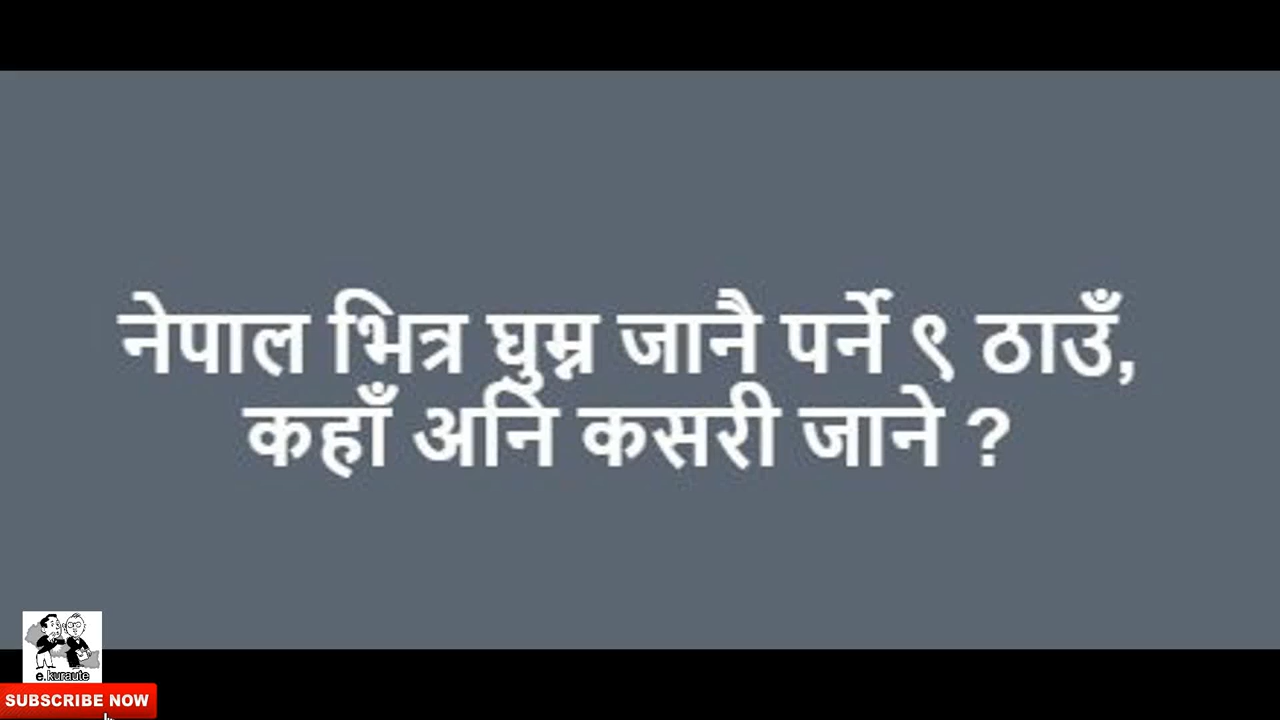 नेपाल भित्र घुम्न जानै पर्ने ९ ठाउँ,
कहाँ अनि कसरी जाने ?
e.kuraute
SUBSCRIBE NOW